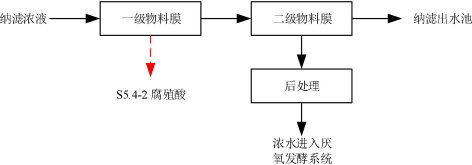 纳滤浓液
一级物料膜
二级物料膜
纳滤出水池
S5.4-2 腐殖酸
后处理
浓水进入厌
氧发酵系统